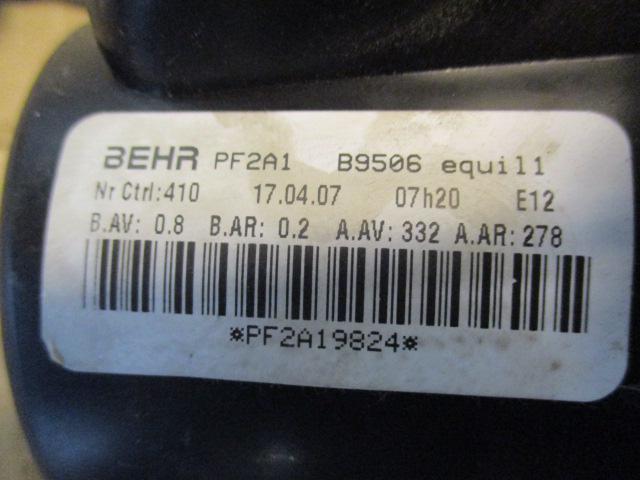 BEHR PF2A1 B9506 equil1
Nr Ctrl:410 17.04.07 07h20 E12
B.AV: 0.8 B.AR: 0.2 A.AV: 332 A.AR: 278
*PF2A19824*